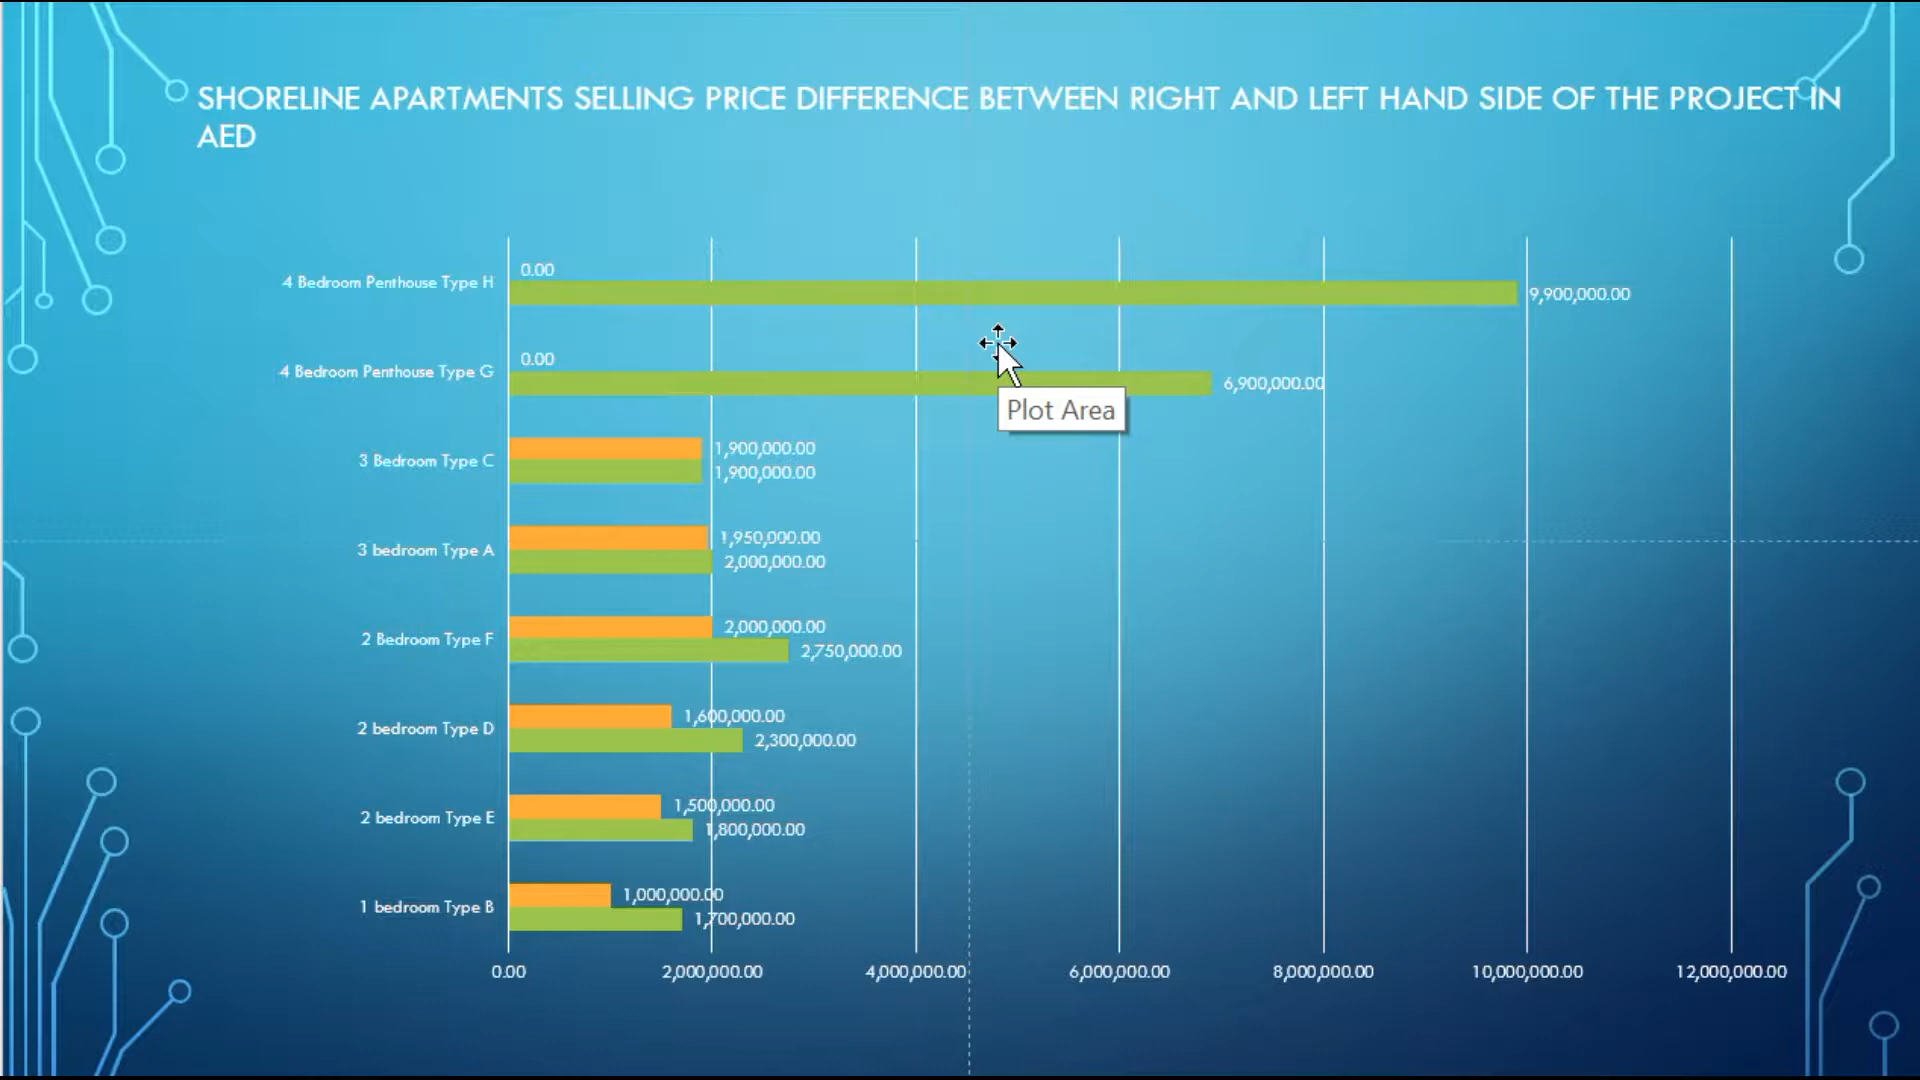 SHORELINE APARTMENTS SELLING PRICE DIFFERENCE BETWEEN RIGHT AND LEFT HAND SIDE OF THE PROJECT IN
AED
4 Bedroom Penthouse Type H
0.00
9,900,000.00
4 Bedroom Penthouse Type G
0.00
6,900,000.00
Plot Area
3 Bedroom Type C
1,900,000.00
1,900,000.00
3 bedroom Type A
1,950,000.00
2,000,000.00
2 Bedroom Type F
2,000,000.00
2,750,000.00
2 bedroom Type D
1,600,000.00
2,300,000.00
2 bedroom Type E
1,500,000.00
1,800,000.00
1 bedroom Type B
1,000,000.00
1,700,000.00
0.00 2,000,000.00 4,000,000.00 6,000,000.00 8,000,000.00 10,000,000.00 12,000,000.00